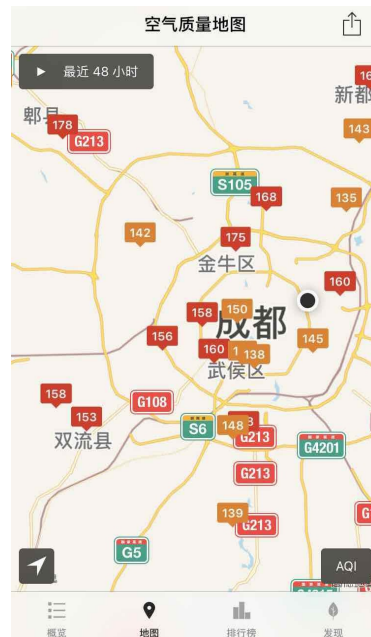 空气质量地图
最近 48 小时
新都
郫县
178
G213
143
S105
168
135
142
175
金牛区
160
158
150
成都
156
145
160
138
武侯区
158
G108
153
148
S6
G213
G4201
双流县
G213
139
G213
G5
AQI
概览
地图
排行榜
发现